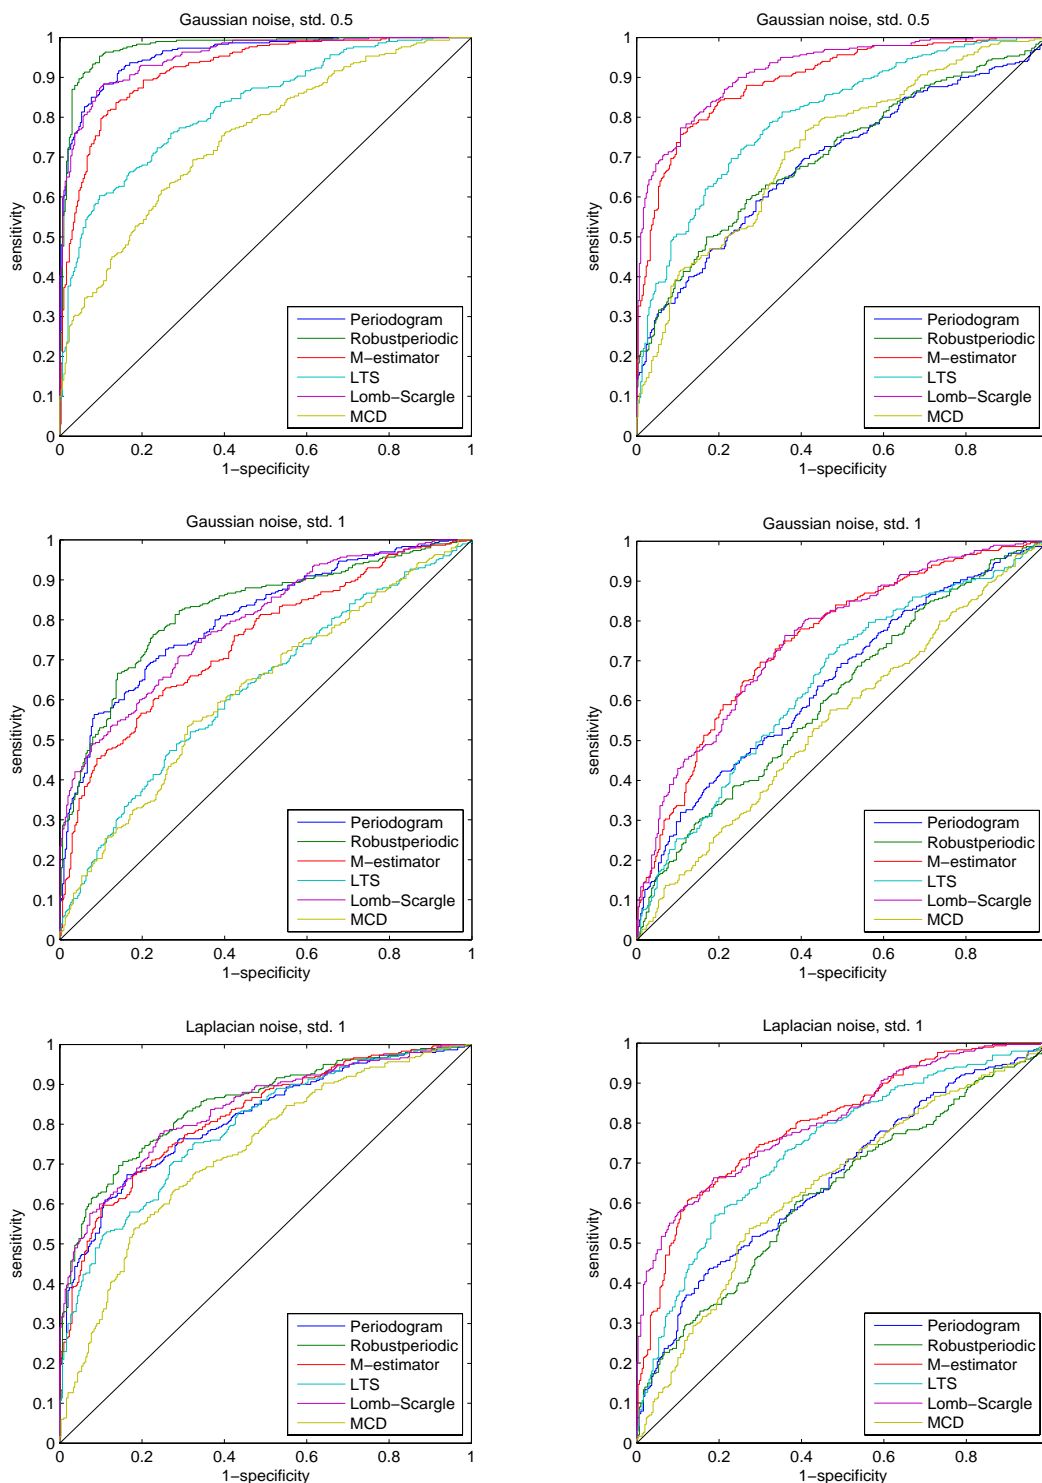 Gaussian noise, std. 0.5
1
0.9
0.8
0.7
0.6
0.5
0.4
0.3
0.2
0.1
0
sensitivity
0 0.2 0.4 0.6 0.8 1
1−specificity
Periodogram
Robustperiodic
M−estimator
LTS
Lomb−Scargle
MCD
Gaussian noise, std. 0.5
1
0.9
0.8
0.7
0.6
0.5
0.4
0.3
0.2
0.1
0
sensitivity
0 0.2 0.4 0.6 0.8
1−specificity
Periodogram
Robustperiodic
M−estimator
LTS
Lomb−Scargle
MCD
Gaussian noise, std. 1
1
0.9
0.8
0.7
0.6
0.5
0.4
0.3
0.2
0.1
0
sensitivity
0 0.2 0.4 0.6 0.8 1
1−specificity
Periodogram
Robustperiodic
M−estimator
LTS
Lomb−Scargle
MCD
Gaussian noise, std. 1
1
0.9
0.8
0.7
0.6
0.5
0.4
0.3
0.2
0.1
0
sensitivity
0 0.2 0.4 0.6 0.8
1−specificity
Periodogram
Robustperiodic
M−estimator
LTS
Lomb−Scargle
MCD
Laplacian noise, std. 1
1
0.9
0.8
0.7
0.6
0.5
0.4
0.3
0.2
0.1
0
sensitivity
0 0.2 0.4 0.6 0.8 1
1−specificity
Periodogram
Robustperiodic
M−estimator
LTS
Lomb−Scargle
MCD
Laplacian noise, std. 1
1
0.9
0.8
0.7
0.6
0.5
0.4
0.3
0.2
0.1
0
sensitivity
0 0.2 0.4 0.6 0.8
1−specificity
Periodogram
Robustperiodic
M−estimator
LTS
Lomb−Scargle
MCD